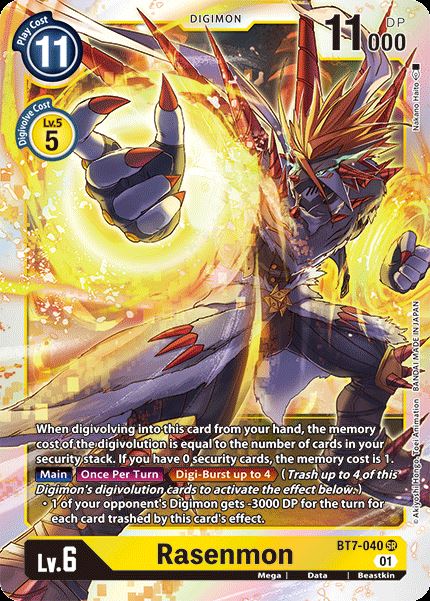 Play Cost
11
DIGIMON
DP
11000
Digivolve Cost
Lv.5
5
Nakano Haito
©Akiyoshi Hongo, Toei Animation BANDAI MADE IN JAPAN
When digivolving into this card from your hand, the memory
cost of the digivolution is equal to the number of cards in your
security stack. If you have 0 security cards, the memory cost is 1.
Main Once Per Turn Digi-Burst up to 4 (Trash up to 4 of this
Digimon's digivolution cards to activate the effect below.)
• 1 of your opponent's Digimon gets -3000 DP for the turn for
each card trashed by this card's effect.
Lv.6
Rasenmon
BT7-040 SR
01
Mega | Data | Beastkin